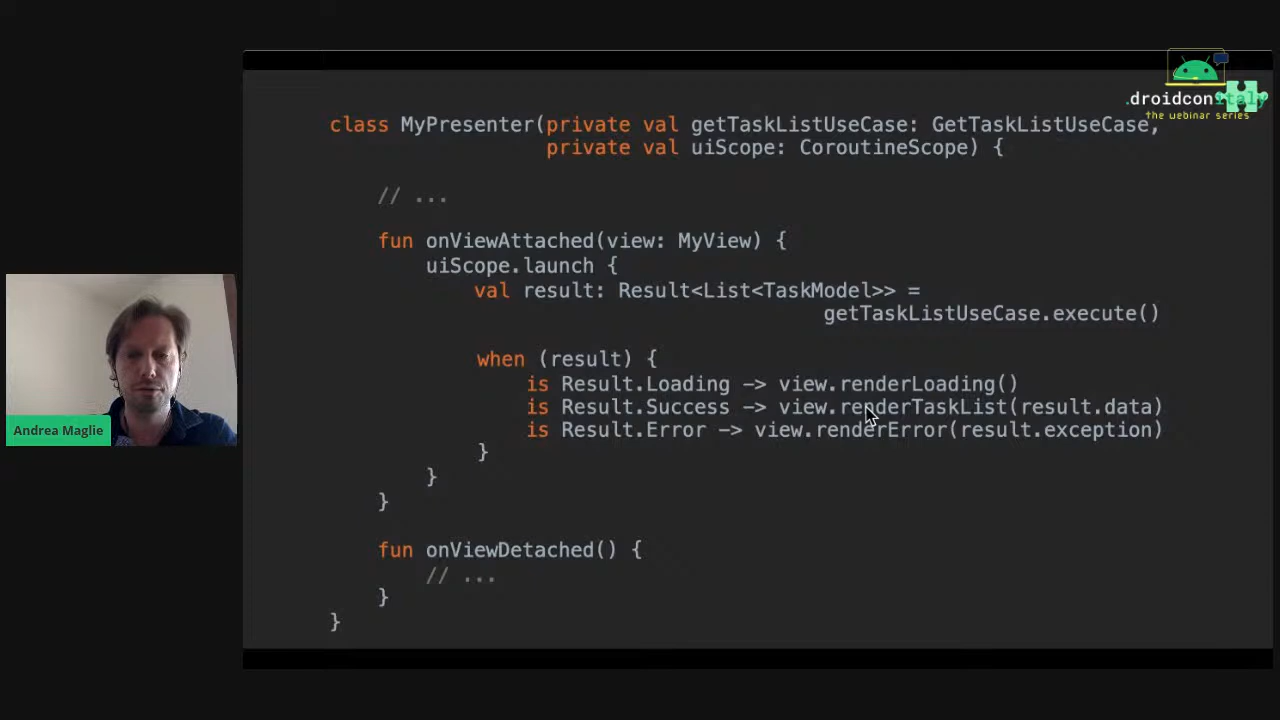 .droidconitaly
the webinar series
class MyPresenter(private val getTaskListUseCase: GetTaskListUseCase,
private val uiScope: CoroutineScope) {
// ...
fun onViewAttached(view: MyView) {
uiScope.launch {
val result: Result<List<TaskModel>> =
getTaskListUseCase.execute()
when (result) {
is Result.Loading -> view.renderLoading()
is Result.Success -> view.renderTaskList(result.data)
is Result.Error -> view.renderError(result.exception)
}
}
}
fun onViewDetached() {
// ...
}
}
Andrea Maglie